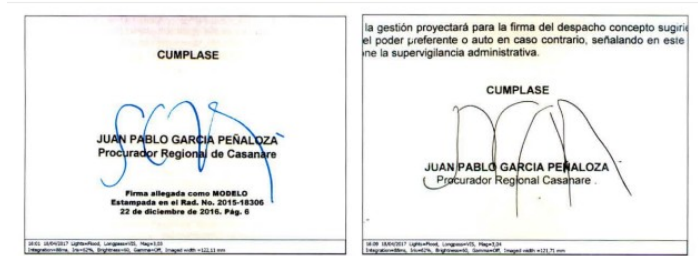 CUMPLASE
JUAN PABLO GARCIA PEÑALOZA
Procurador Regional de Casanare
Firma allegada como MODELO
Estampada en el Rad. No. 2015-18306
22 de diciembre de 2016. Pág. 6
la gestión proyectará para la firma del despacho concepto sugirie
el poder preferente o auto en caso contrario, señalando en este
ne la supervigilancia administrativa.
CUMPLASE
JUAN PABLO GARCIA PEÑALOZA
Procurador Regional Casanare .